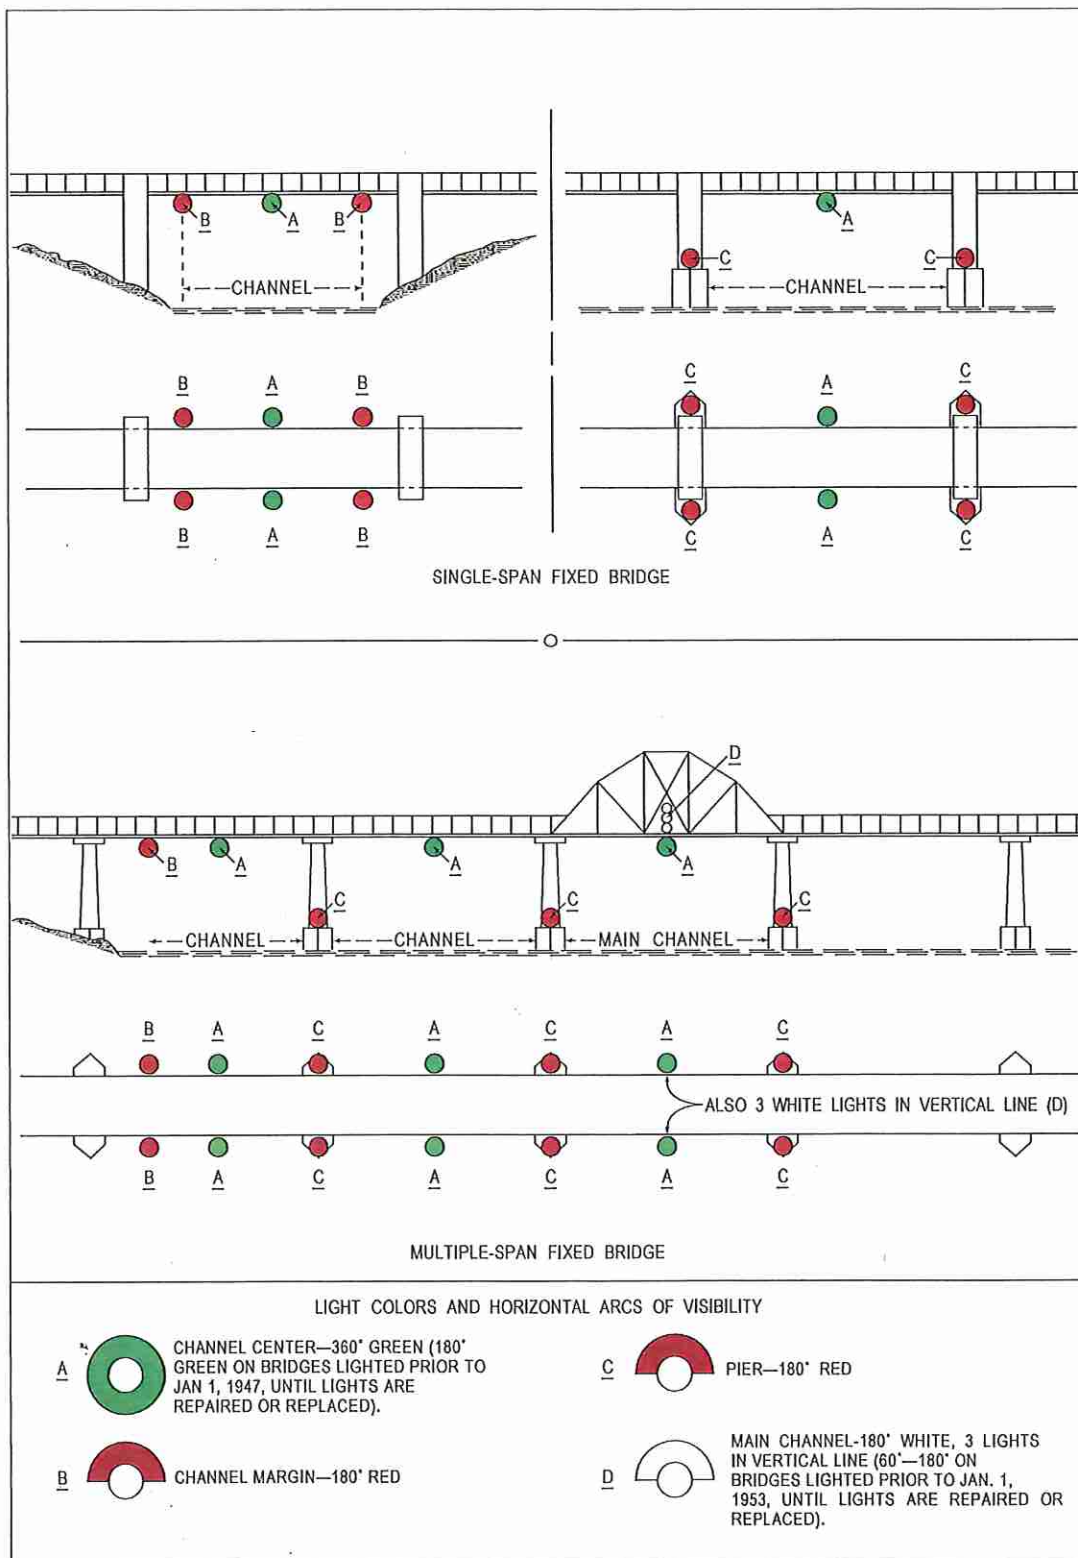 B
A
B
CHANNEL
A
C
C
CHANNEL
B A B
C A C
B A B
C A C
SINGLE-SPAN FIXED BRIDGE
D
B
A
A
A
C
C
C
CHANNEL
CHANNEL
MAIN CHANNEL
B A C A C A C
ALSO 3 WHITE LIGHTS IN VERTICAL LINE (D)
B A C A C A C
MULTIPLE-SPAN FIXED BRIDGE
LIGHT COLORS AND HORIZONTAL ARCS OF VISIBILITY
A
CHANNEL CENTER—360° GREEN (180°
GREEN ON BRIDGES LIGHTED PRIOR TO
JAN 1, 1947, UNTIL LIGHTS ARE
REPAIRED OR REPLACED).
C
PIER—180° RED
B
CHANNEL MARGIN—180° RED
D
MAIN CHANNEL-180° WHITE, 3 LIGHTS
IN VERTICAL LINE (60°—180° ON
BRIDGES LIGHTED PRIOR TO JAN. 1,
1953, UNTIL LIGHTS ARE REPAIRED OR
REPLACED).